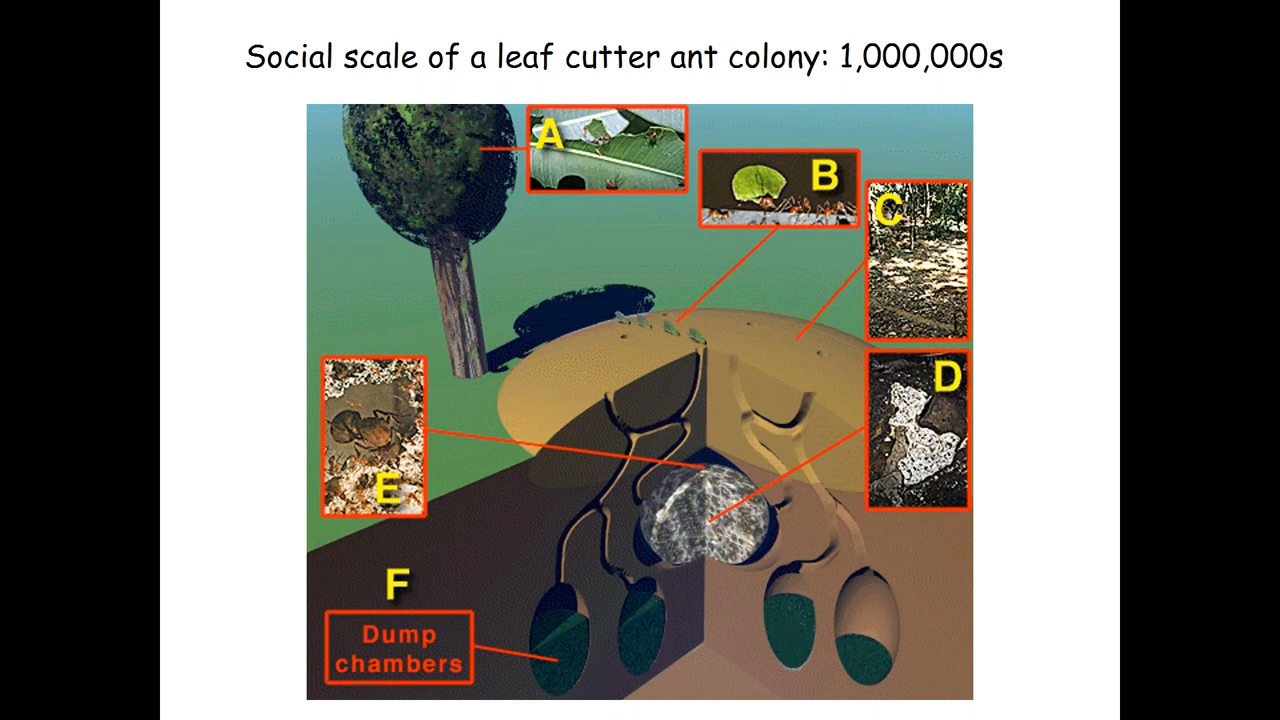 Social scale of a leaf cutter ant colony: 1,000,000s
A
B
C
D
E
F
Dump
chambers